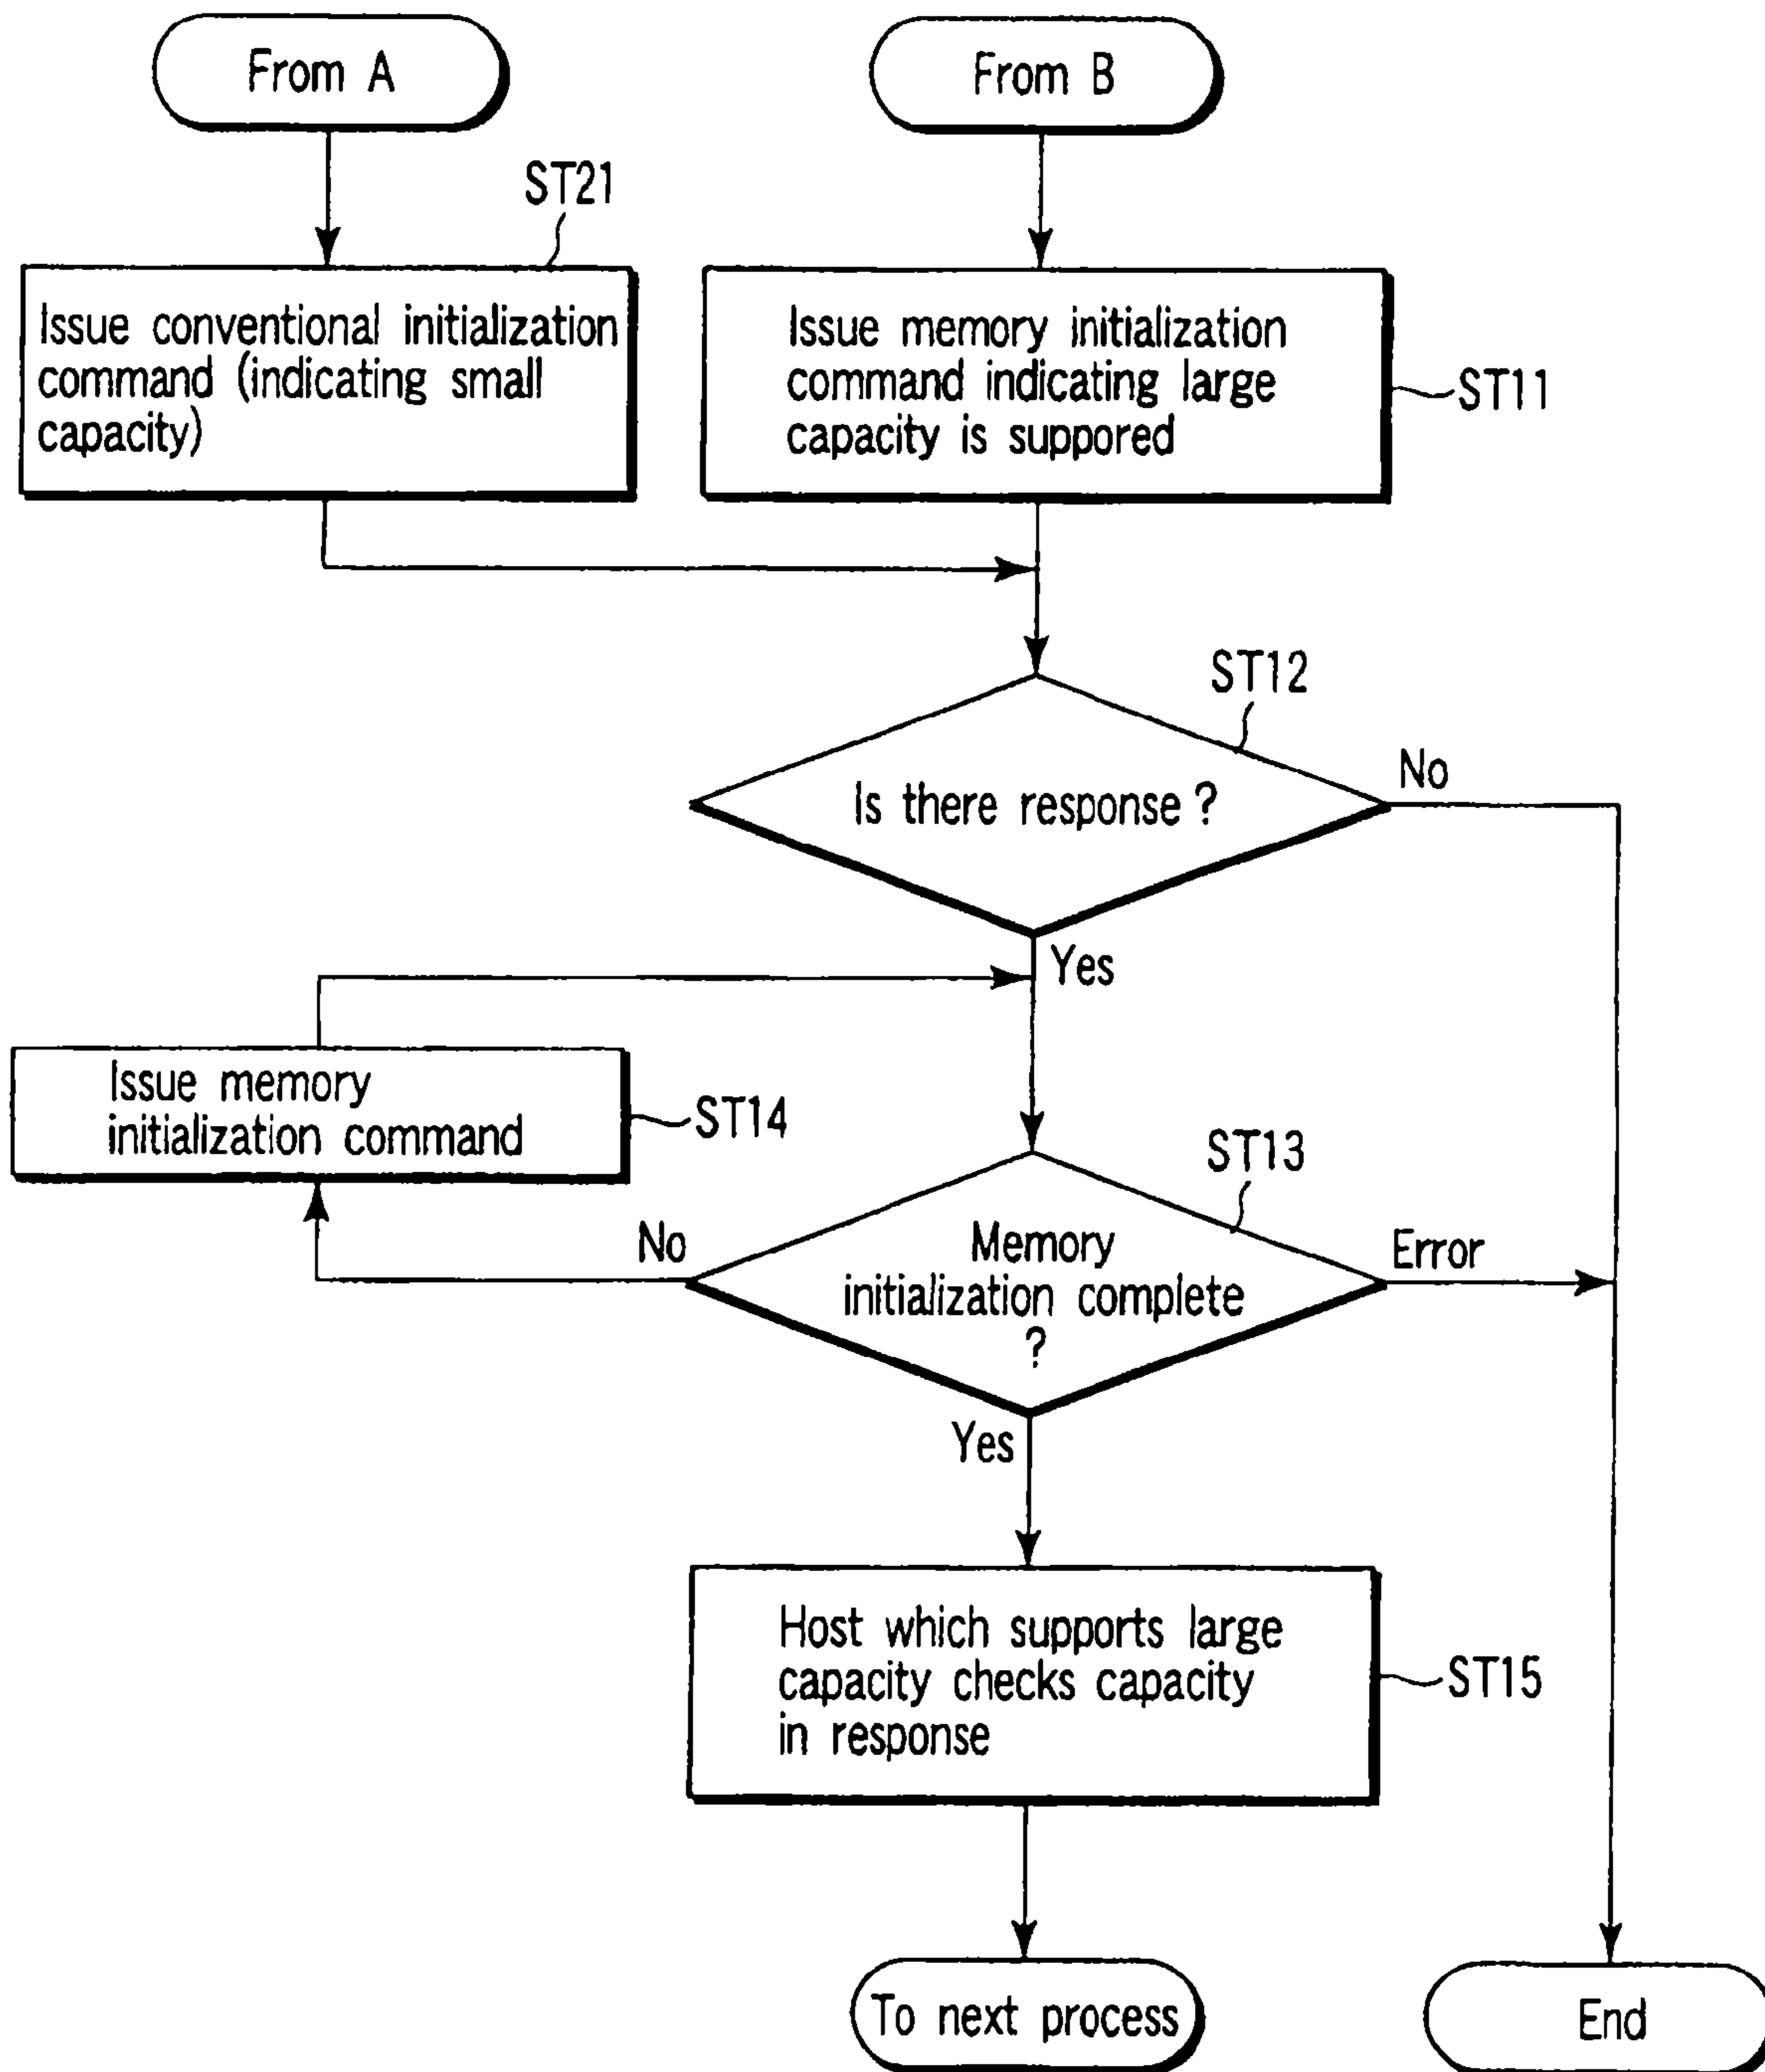 From A
From B
ST21
Issue conventional initialization
command (indicating small
capacity)
Issue memory initialization
command indicating large
capacity is suppored
ST11
ST12
Is there response ?
No
Yes
Issue memory
initialization command
ST14
ST13
No
Memory
initialization complete
?
Error
Yes
Host which supports large
capacity checks capacity
in response
ST15
To next process
End